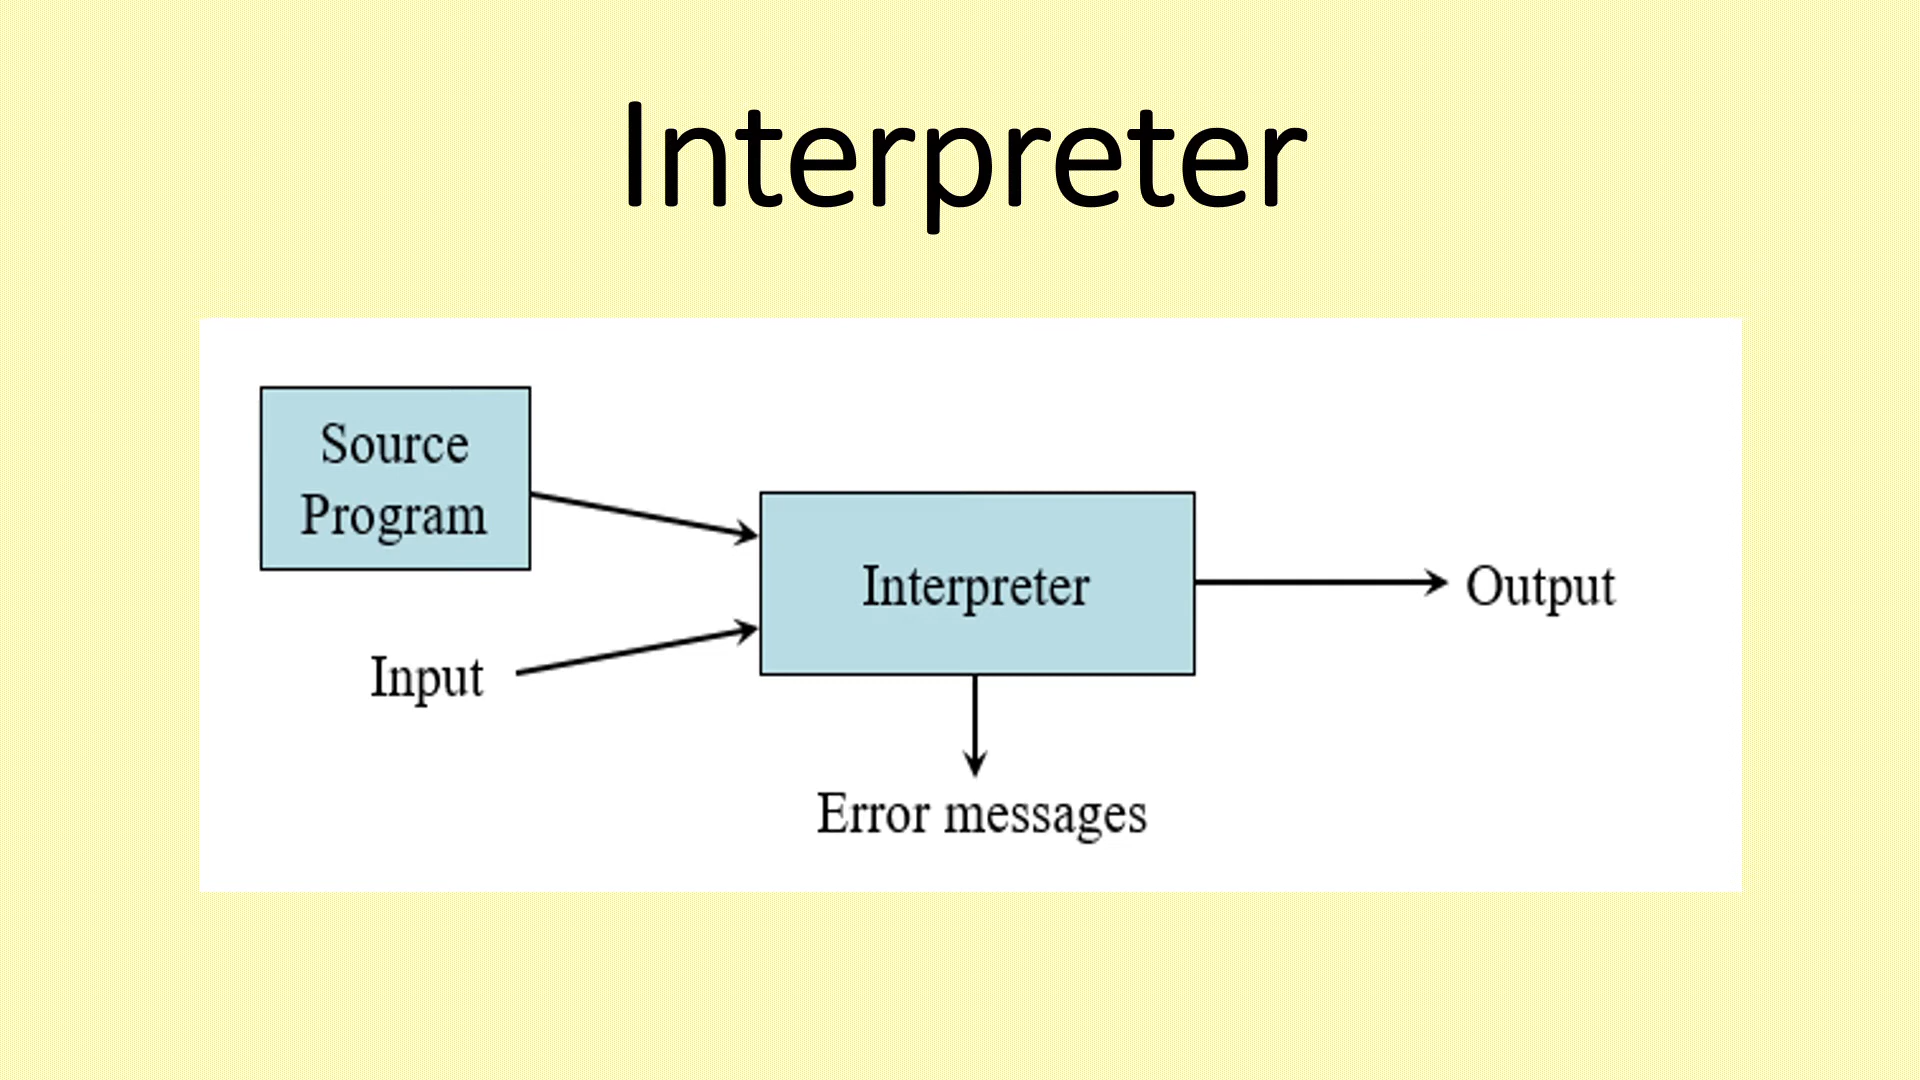 Interpreter
Source
Program
Interpreter
Output
Input
Error messages